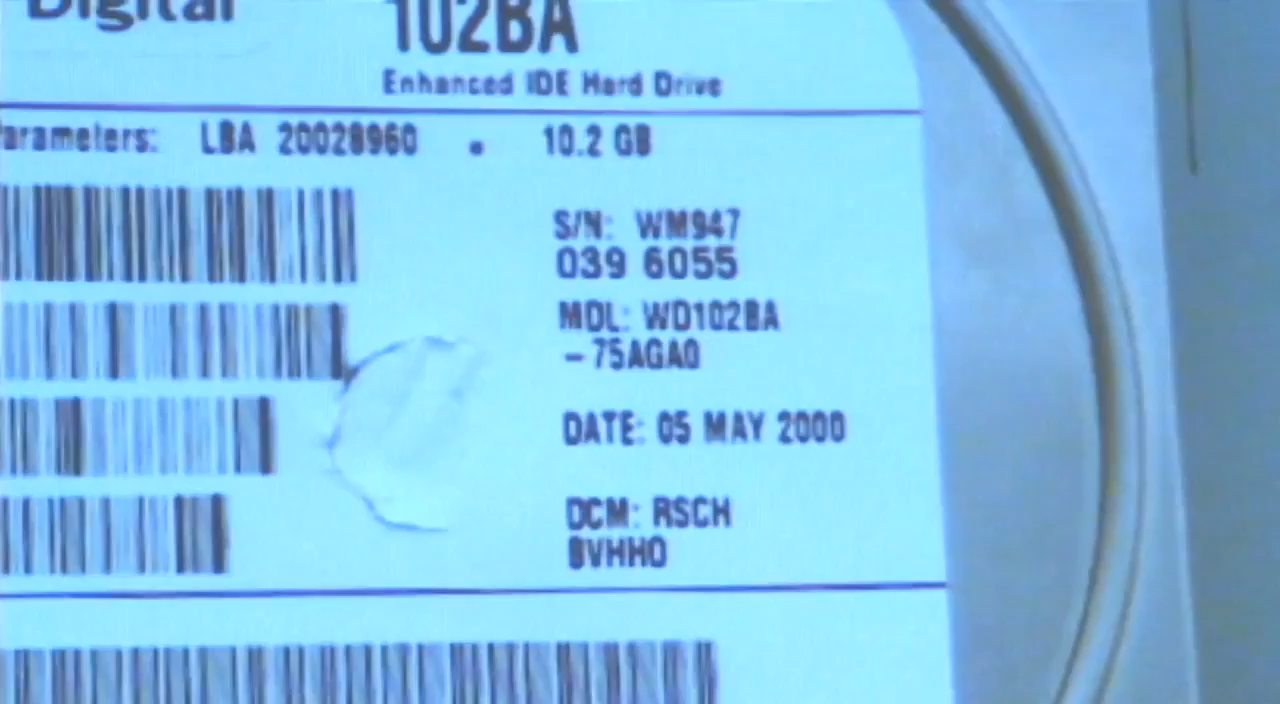 Digital
102BA
Enhanced IDE Hard Drive
arameters: LBA 20028960 • 10.2 GB
S/N: WM947
039 6055
MDL: WD102BA
-75AGA0
DATE: 05 MAY 2000
DCM: RSCH
BVHHO